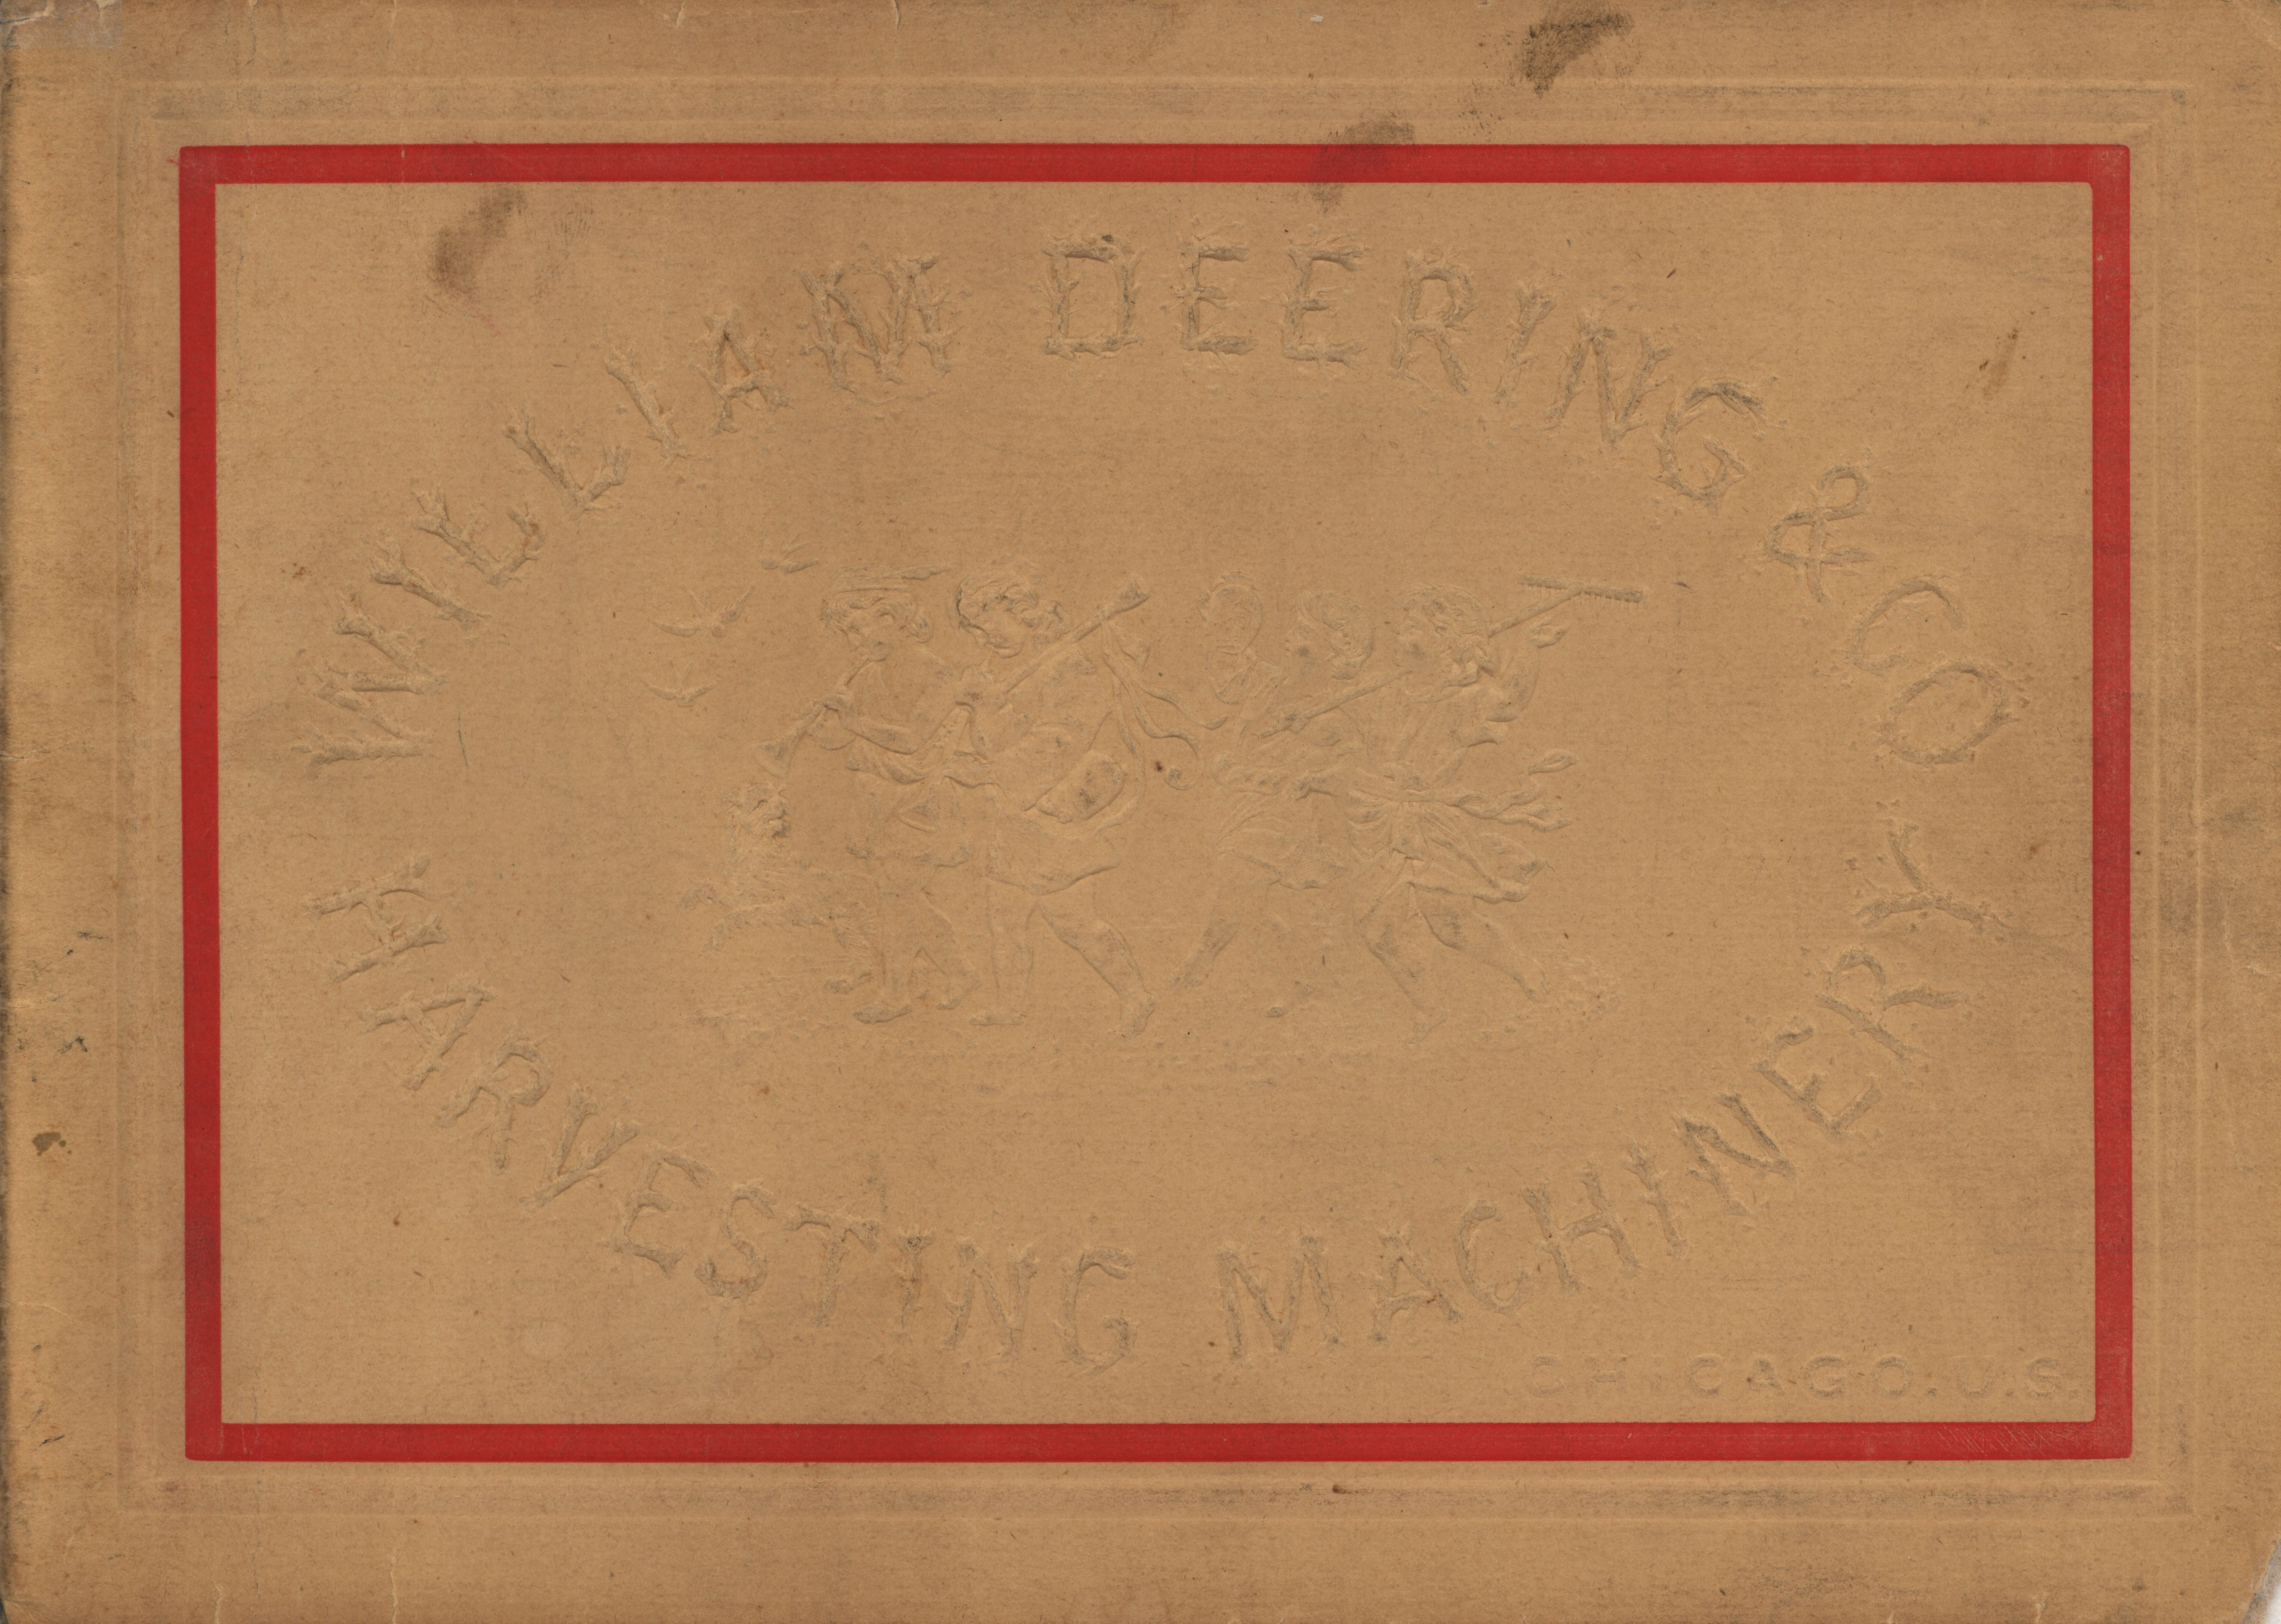 WILLIAM DEERING & CO
HARVESTING MACHINERY
CHICAGO. U.S.